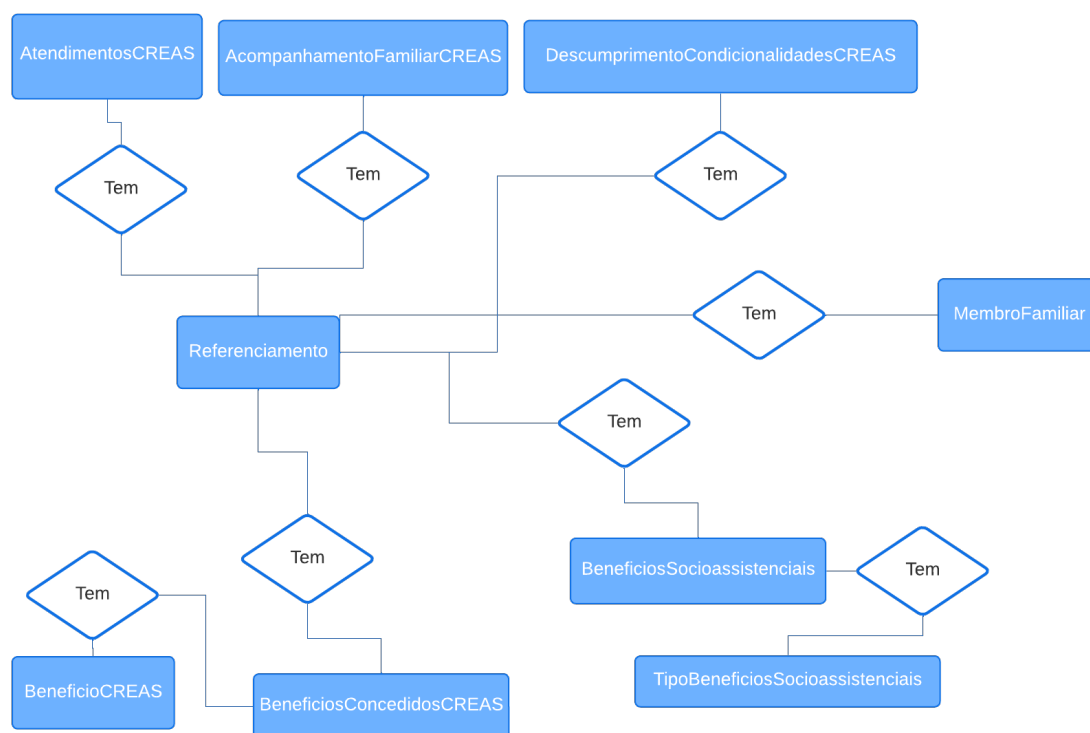 AtendimentosCREAS
AcompanhamentoFamiliarCREAS
DescumprimentoCondicionalidadesCREAS
Tem
Tem
Tem
Tem
MembroFamiliar
Referenciamento
Tem
Tem
BeneficiosSocioassistenciais
Tem
Tem
BeneficioCREAS
BeneficiosConcedidosCREAS
TipoBeneficiosSocioassistenciais